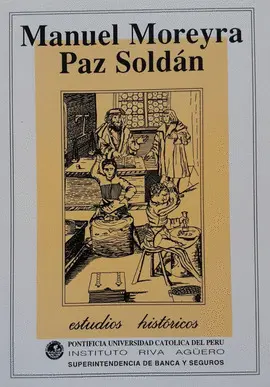 Manuel Moreyra
Paz Soldán
estudios históricos
PONTIFICIA UNIVERSIDAD CATOLICA DEL PERU
INSTITUTO RIVA AGÜERO
SUPERINTENDENCIA DE BANCA Y SEGUROS